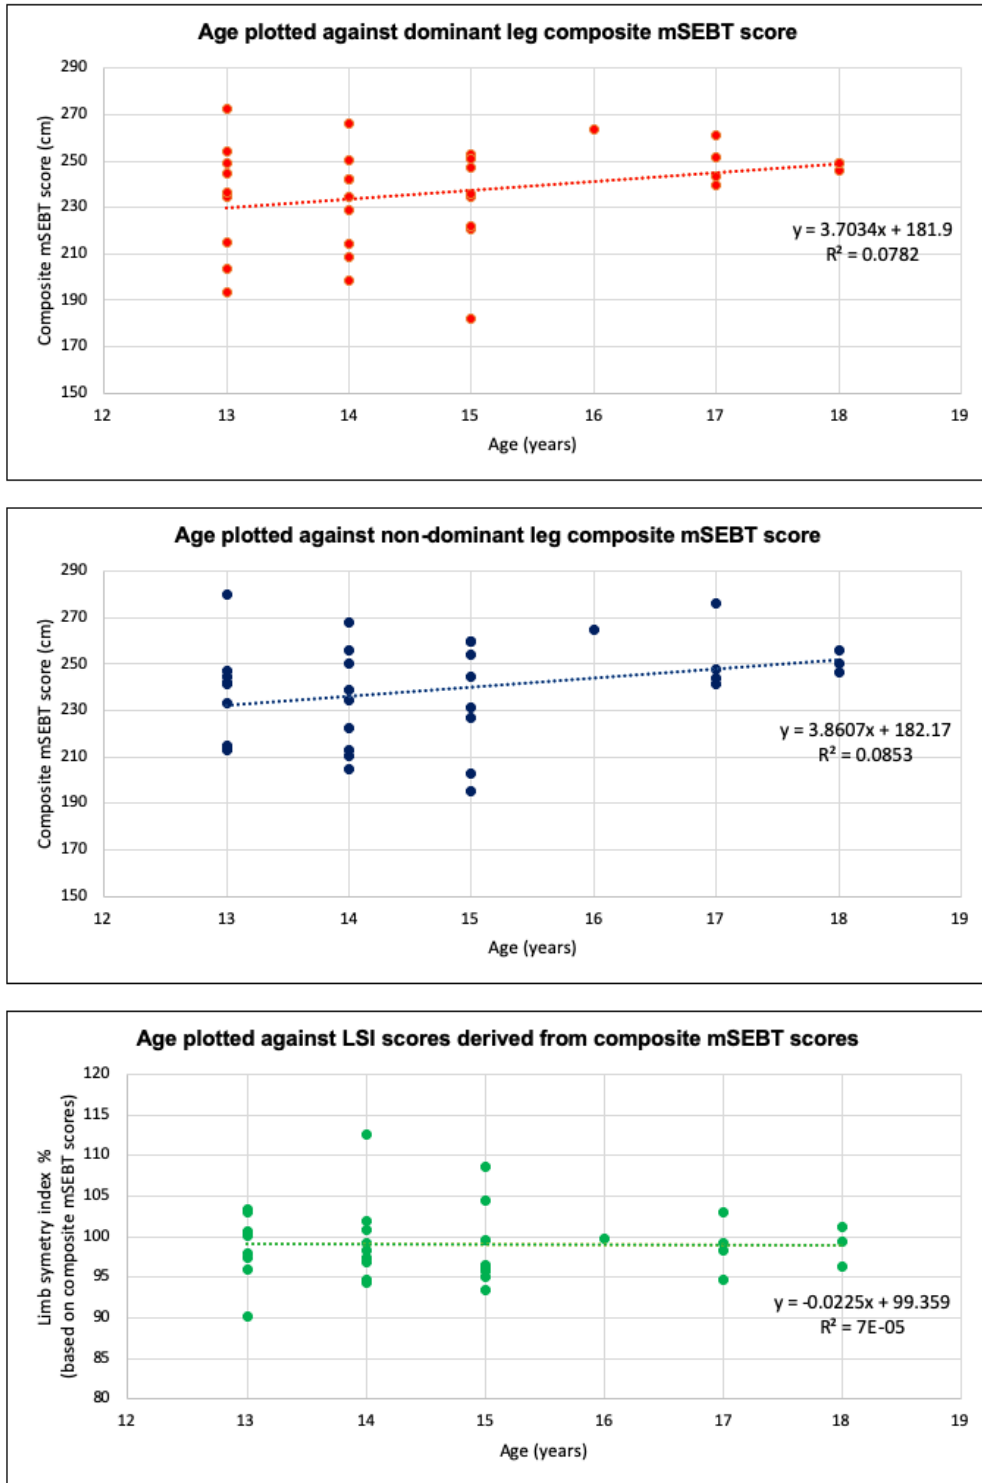 Age plotted against dominant leg composite mSEBT score
290
270
250
230
210
190
170
150
Composite mSEBT score (cm)
y = 3.7034x + 181.9
R² = 0.0782
12 13 14 15 16 17 18 19
Age (years)
Age plotted against non-dominant leg composite mSEBT score
290
270
250
230
210
190
170
150
Composite mSEBT score (cm)
y = 3.8607x + 182.17
R² = 0.0853
12 13 14 15 16 17 18 19
Age (years)
Age plotted against LSI scores derived from composite mSEBT scores
120
115
110
105
100
95
90
85
80
Limb symetry index %
(based on composite mSEBT scores)
y = -0.0225x + 99.359
R² = 7E-05
12 13 14 15 16 17 18 19
Age (years)